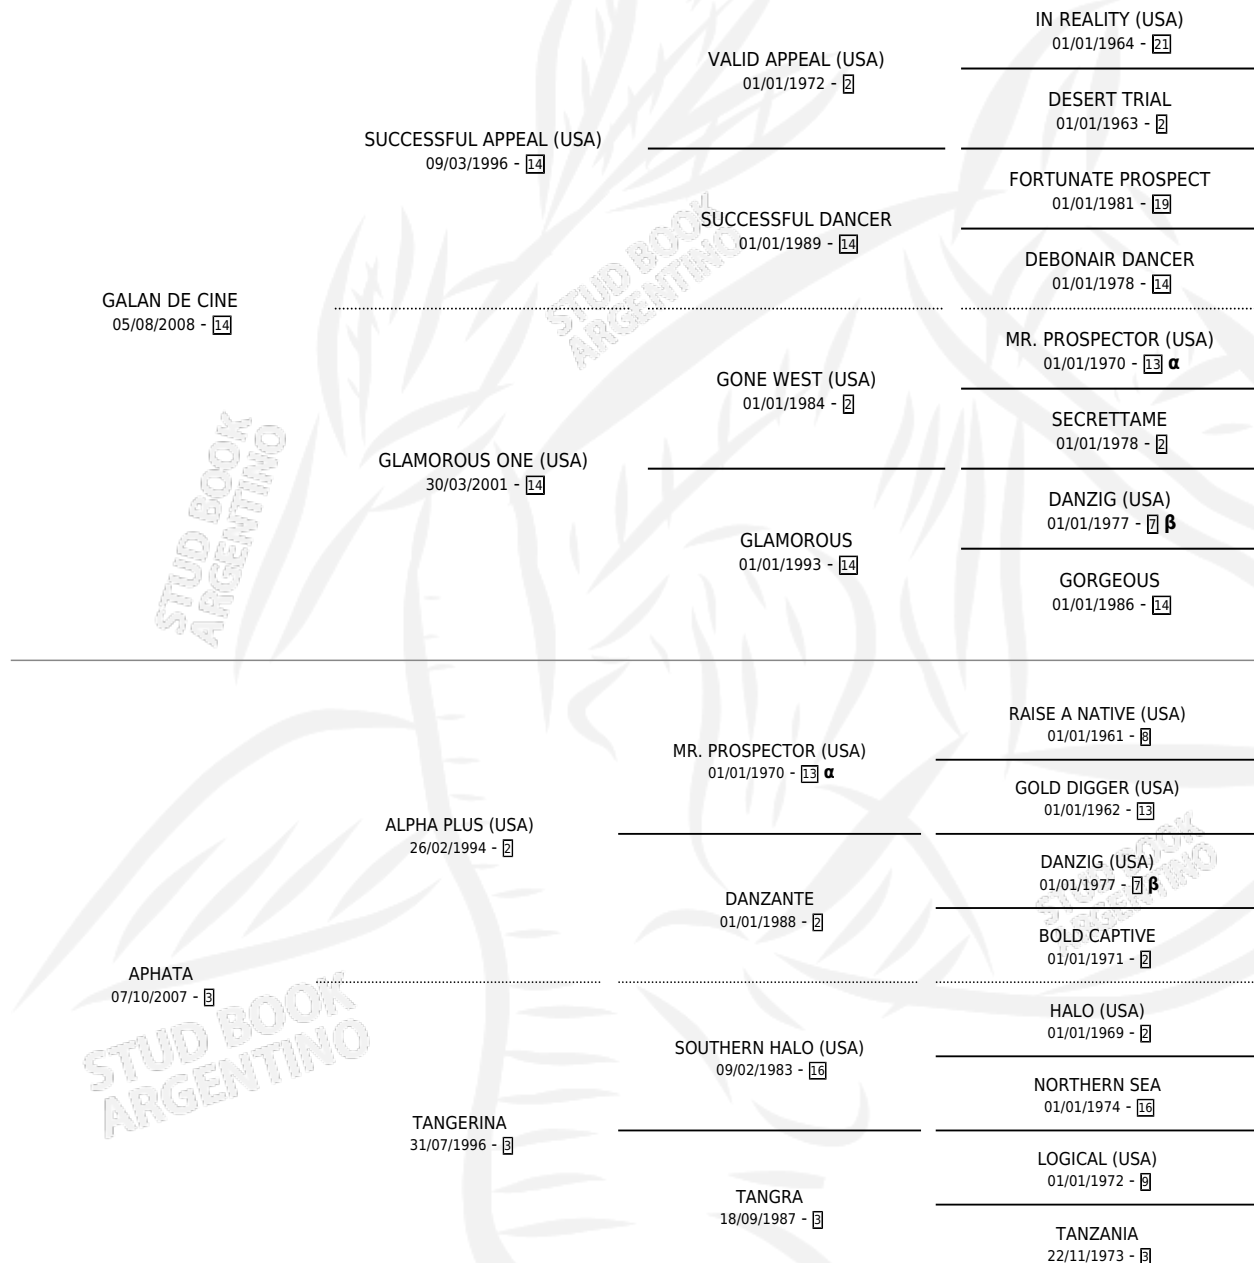 IN REALITY (USA)
01/01/1964 - 21
VALID APPEAL (USA)
01/01/1972 - 2
DESERT TRIAL
01/01/1963 - 2
SUCCESSFUL APPEAL (USA)
09/03/1996 - 14
FORTUNATE PROSPECT
01/01/1981 - 19
SUCCESSFUL DANCER
01/01/1989 - 14
DEBONAIR DANCER
01/01/1978 - 14
GALAN DE CINE
05/08/2008 - 14
MR. PROSPECTOR (USA)
01/01/1970 - 13 α
GONE WEST (USA)
01/01/1984 - 2
SECRETTAME
01/01/1978 - 2
GLAMOROUS ONE (USA)
30/03/2001 - 14
DANZIG (USA)
01/01/1977 - 7 β
GLAMOROUS
01/01/1993 - 14
GORGEOUS
01/01/1986 - 14
RAISE A NATIVE (USA)
01/01/1961 - 8
MR. PROSPECTOR (USA)
01/01/1970 - 13 α
GOLD DIGGER (USA)
01/01/1962 - 13
ALPHA PLUS (USA)
26/02/1994 - 2
DANZIG (USA)
01/01/1977 - 7 β
DANZANTE
01/01/1988 - 2
BOLD CAPTIVE
01/01/1971 - 2
APHATA
07/10/2007 - 3
HALO (USA)
01/01/1969 - 2
SOUTHERN HALO (USA)
09/02/1983 - 16
NORTHERN SEA
01/01/1974 - 16
TANGERINA
31/07/1996 - 3
LOGICAL (USA)
01/01/1972 - 9
TANGRA
18/09/1987 - 3
TANZANIA
22/11/1973 - 3
STUD BOOK
ARGENTINO
STUD BOOK
ARGENTINO
STUD BOOK
ARGENTINO
STUD BOOK
ARGENTINO